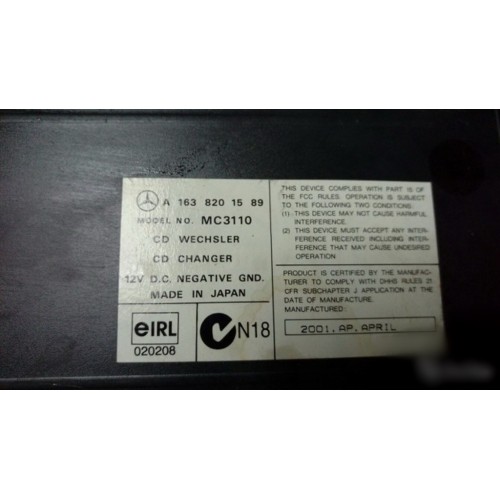 A 163 820 15 89
MODEL NO. MC3110
CD WECHSLER
CD CHANGER
12V D.C. NEGATIVE GND.
MADE IN JAPAN
eIRL
020208
N18
THIS DEVICE COMPLIES WITH PART 15 OF
THE FCC RULES. OPERATION IS SUBJECT
TO THE FOLLOWING TWO CONDITIONS.
(1) THIS DEVICE MAY NOT CAUSE HARMFUL
INTERFERENCE.
(2) THIS DEVICE MUST ACCEPT ANY INTER-
FERENCE RECEIVED INCLUDING INTER-
FERENCE THAT MAY CAUSE UNDESIRED
OPERATION
PRODUCT IS CERTIFIED BY THE MANUFAC-
TURER TO COMPLY WITH DHHS RULES 21
CFR SUBCHAPTER J APPLICATION AT THE
DATE OF MANUFACTURE.
MANUFACTURED:
2001.AP.APRIL